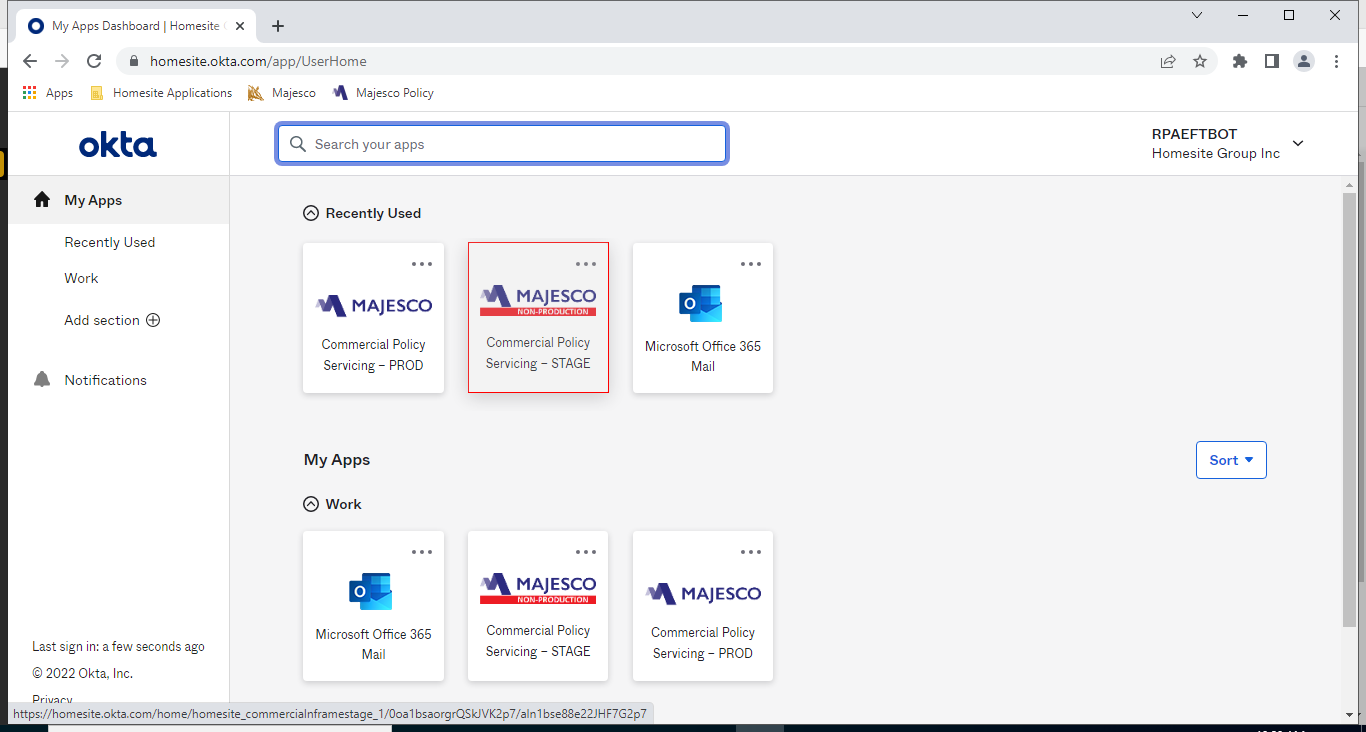 My Apps Dashboard | Homesite
homesite.okta.com/app/UserHome
Apps
Homesite Applications
Majesco
Majesco Policy
okta
Search your apps
RPAEFTBOT
Homesite Group Inc
My Apps
Recently Used
Work
Add section
Notifications
Last sign in: a few seconds ago
© 2022 Okta, Inc.
Privacy
Recently Used
MAJESCO
Commercial Policy
Servicing – PROD
MAJESCO
NON-PRODUCTION
Commercial Policy
Servicing – STAGE
Microsoft Office 365
Mail
My Apps
Sort
Work
Microsoft Office 365
Mail
MAJESCO
NON-PRODUCTION
Commercial Policy
Servicing – STAGE
MAJESCO
Commercial Policy
Servicing – PROD
https://homesite.okta.com/home/homesite_commercialnframestage_1/0oa1bsaorgrQSkJVK2p7/aln1bse88e22JHF7G2p7